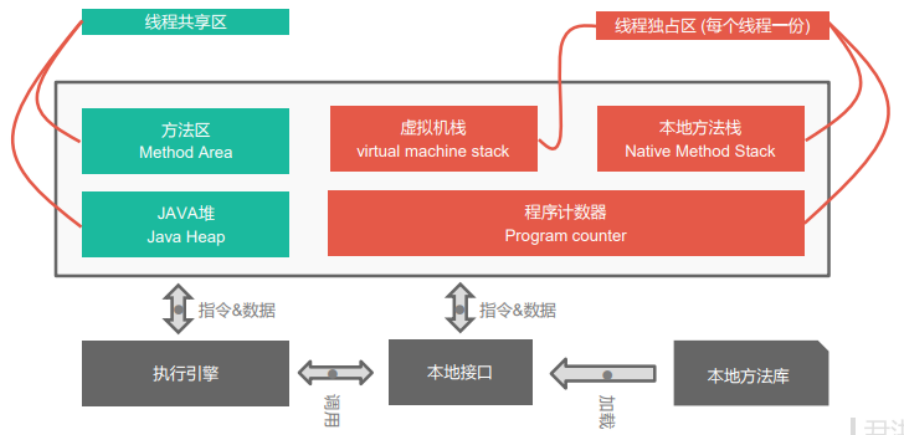 线程共享区
线程独占区 (每个线程一份)
方法区
Method Area
虚拟机栈
virtual machine stack
本地方法栈
Native Method Stack
JAVA堆
Java Heap
程序计数器
Program counter
指令&数据
指令&数据
执行引擎
本地接口
本地方法库
调用
加载